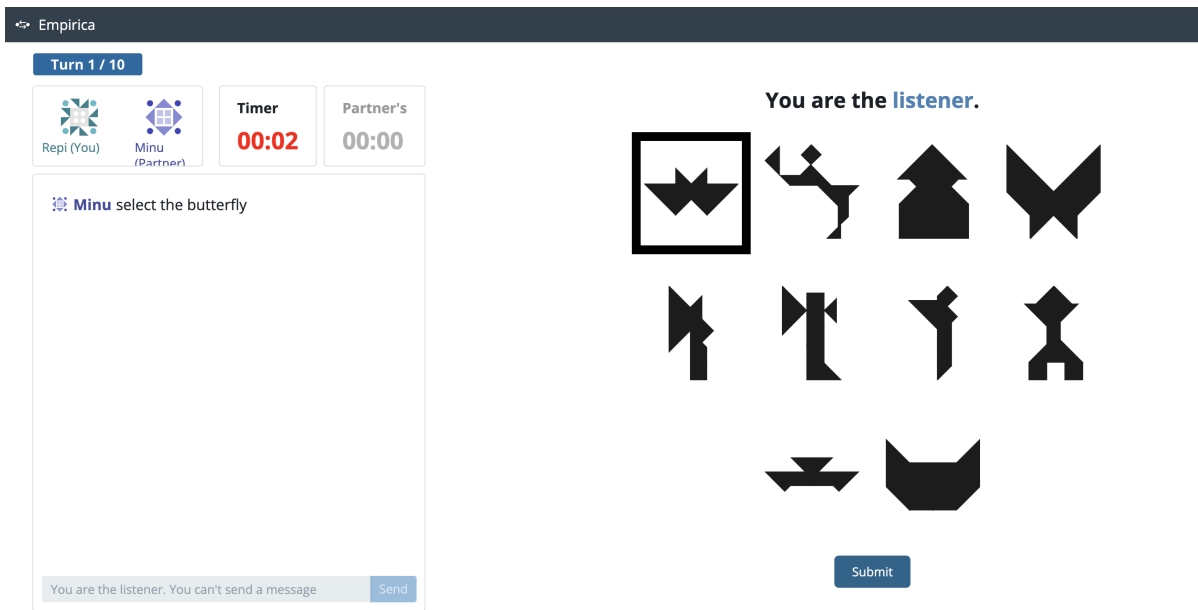 Empirica
Turn 1 / 10
Repi (You)
Minu
(Partner)
Timer
00:02
Partner's
00:00
You are the listener.
Minu select the butterfly
You are the listener. You can't send a message
Send
Submit